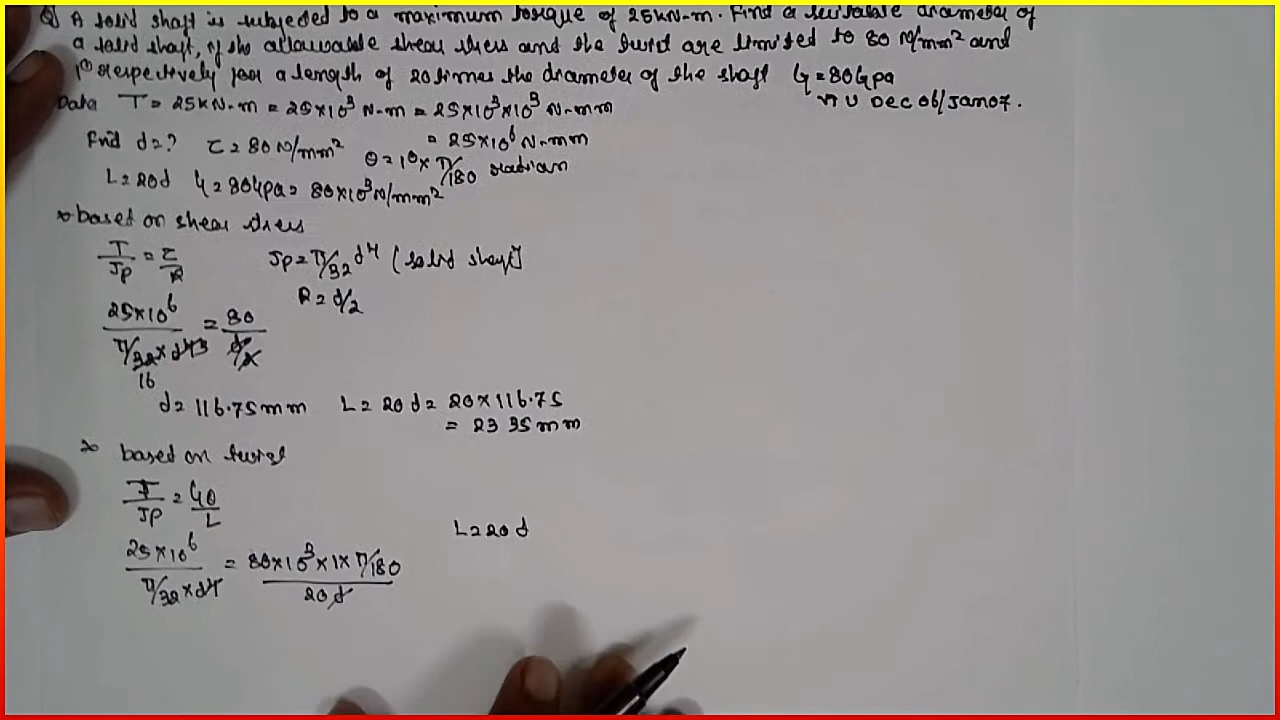 Q) A solid shaft is subjected to a maximum torque of 25kN-m. Find a suitable diameter of
a solid shaft, if the allowable shear stress and the twist are limited to 80 N/mm² and
1° respectively for a length of 20 times the diameter of the shaft G = 80Gpa
VTU Dec 06/Jan 07.
Data T = 25kN-m = 25×10³ N-m = 25×10³×10³ N-mm
= 25×10⁶ N-mm
Find d=? τ = 80 N/mm² θ = 1°×π/180 radian
L = 20d G = 80Gpa = 80×10³ N/mm²
based on shear stress
T/Jp = τ/R Jp = π/32 d⁴ (solid shaft)
R = d/2
25×10⁶/(π/32 × d⁴3) = 80/(d/2)
16
d = 116.75mm L = 20d = 20×116.75
= 2335mm
based on twist
T/Jp = Gθ/L
L = 20d
25×10⁶/(π/32 × d⁴) = 80×10³×1×π/180/20d